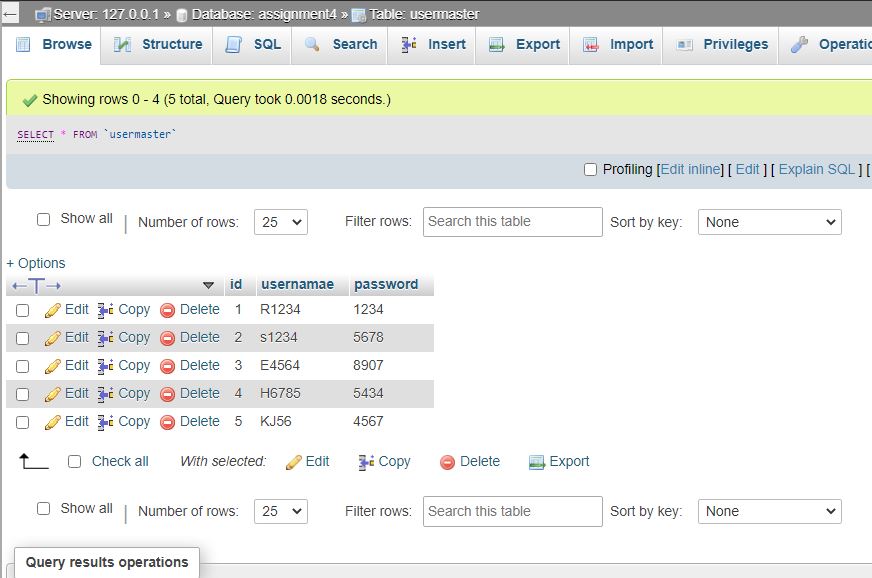 Server: 127.0.0.1 » Database: assignment4 » Table: usermaster
Browse Structure SQL Search Insert Export Import Privileges Operatio
Showing rows 0 - 4 (5 total, Query took 0.0018 seconds.)
SELECT * FROM `usermaster`
Profiling [Edit inline] [ Edit ] [ Explain SQL ] [
Show all | Number of rows: 25 Filter rows: Search this table Sort by key: None
+ Options
←T→ id usernamae password
Edit Copy Delete 1 R1234 1234
Edit Copy Delete 2 s1234 5678
Edit Copy Delete 3 E4564 8907
Edit Copy Delete 4 H6785 5434
Edit Copy Delete 5 KJ56 4567
Check all With selected: Edit Copy Delete Export
Show all | Number of rows: 25 Filter rows: Search this table Sort by key: None
Query results operations